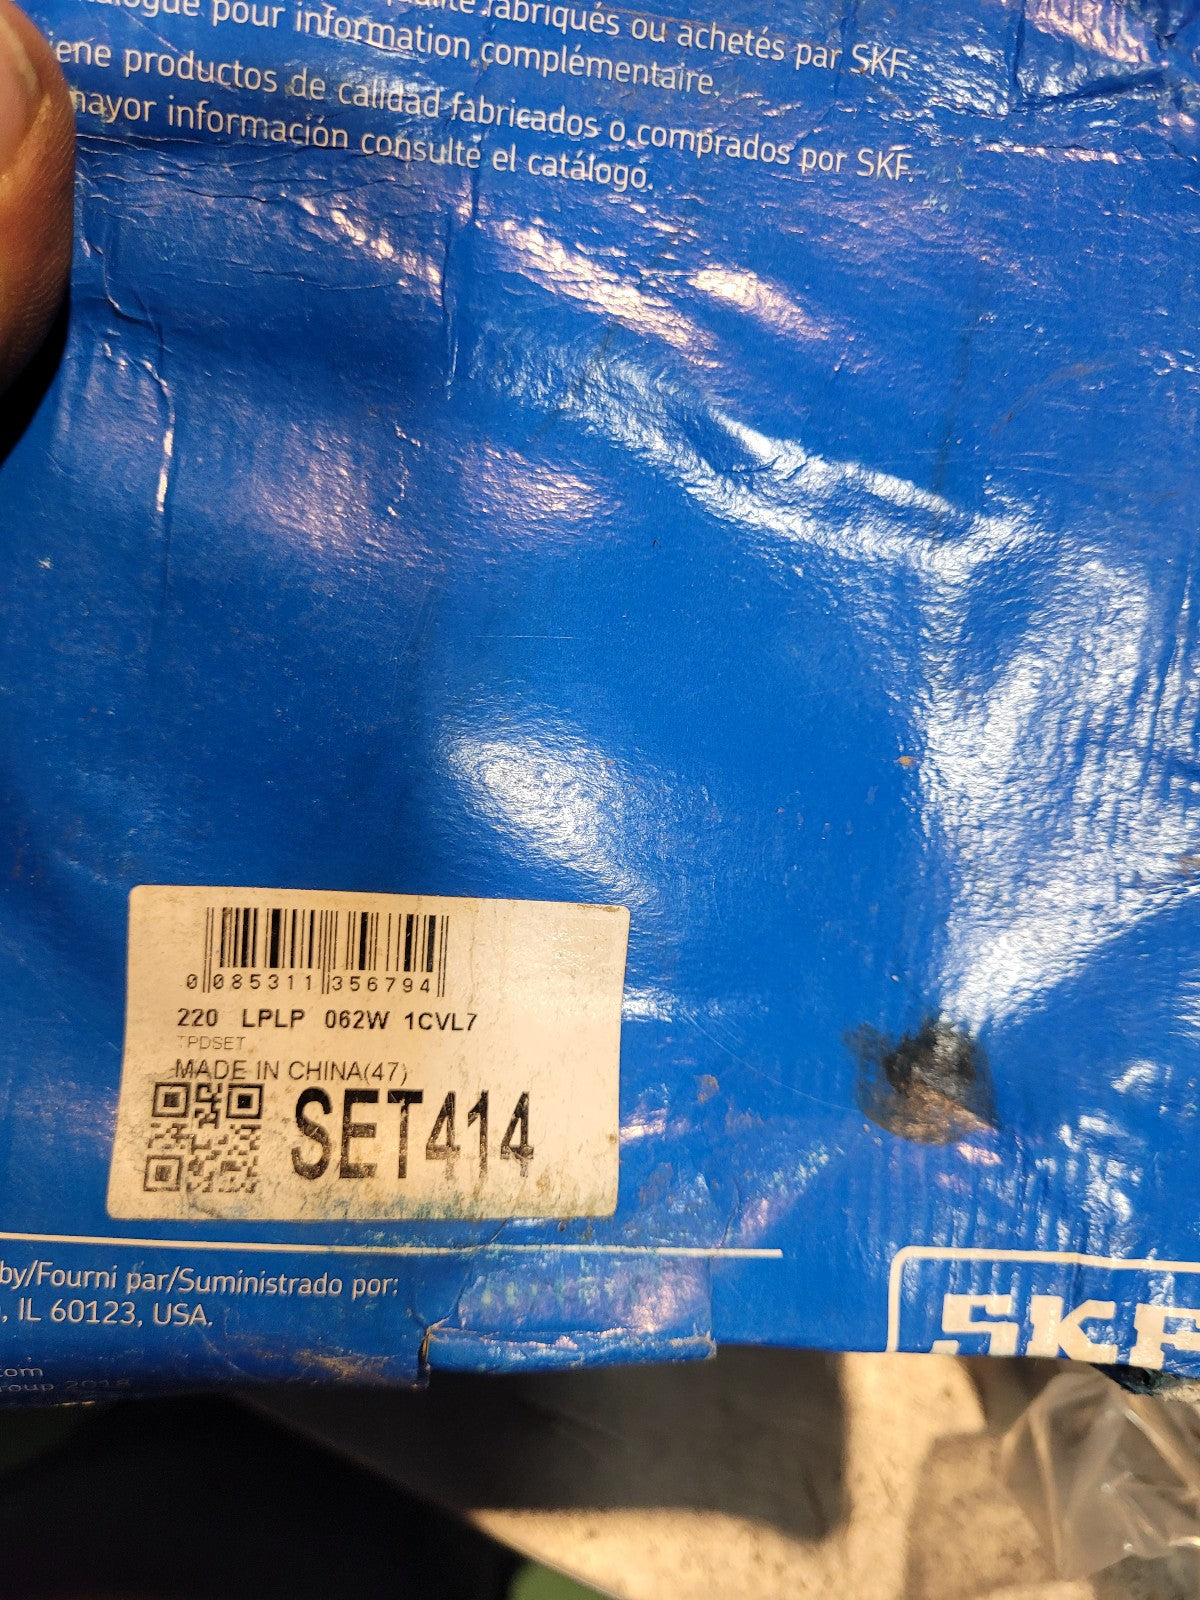 fabriqués ou achetés par SKF.
pour information complémentaire.
productos de calidad fabricados o comprados por SKF.
mayor información consulte el catálogo.
0 085311 356794
220 LPLP 062W 1CVL7
TPDSET
MADE IN CHINA(47)
SET414
by/Fourni par/Suministrado por:
, IL 60123, USA.
SKF